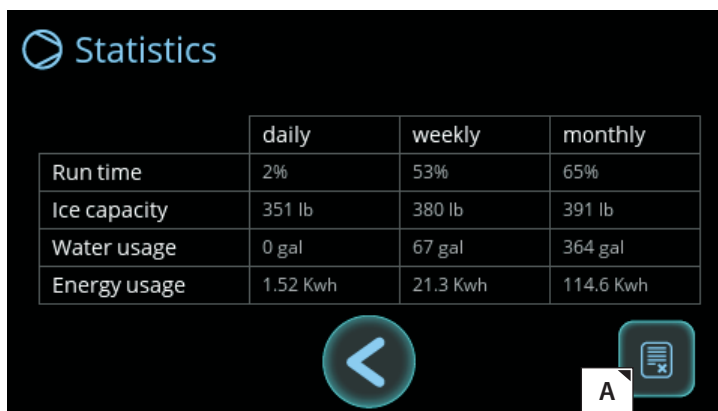 Statistics
daily weekly monthly
Run time 2% 53% 65%
Ice capacity 351 lb 380 lb 391 lb
Water usage 0 gal 67 gal 364 gal
Energy usage 1.52 Kwh 21.3 Kwh 114.6 Kwh
A